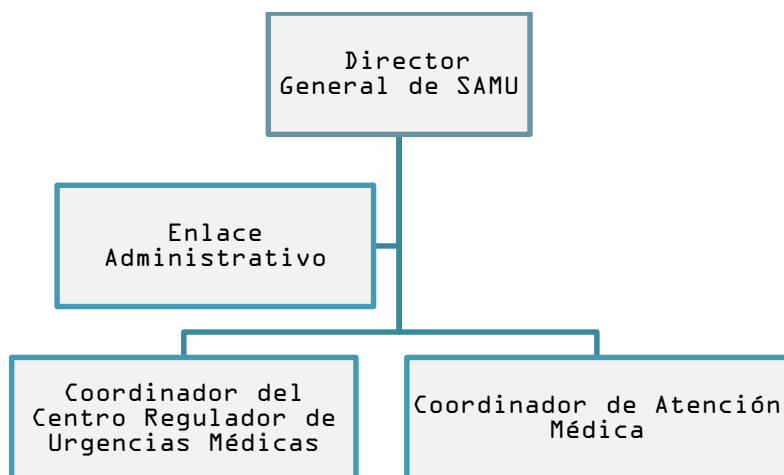 Director
General de SAMU
Enlace
Administrativo
Coordinador del
Centro Regulador de
Urgencias Médicas
Coordinador de Atención
Médica